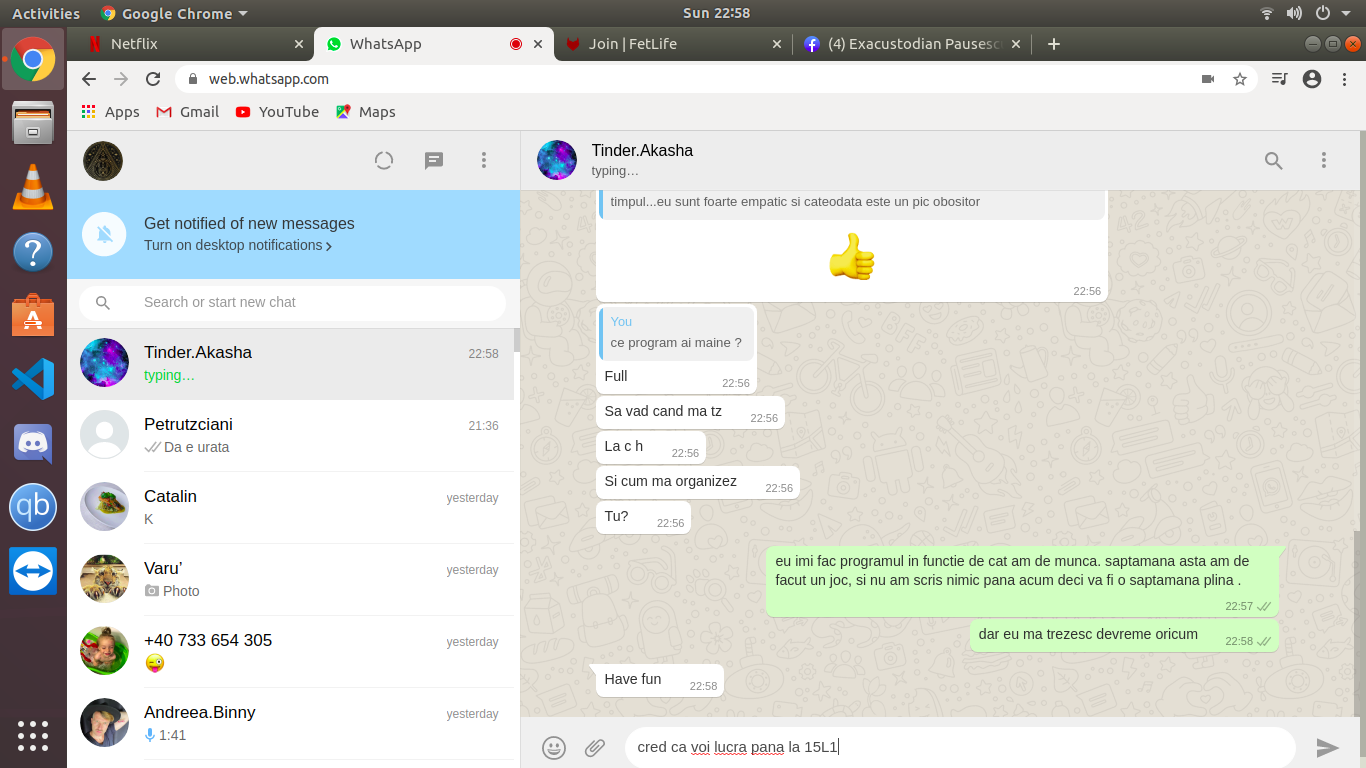 Activities
Google Chrome
Sun 22:58
Netflix
WhatsApp
Join | FetLife
(4) Exacustodian Pausesc
web.whatsapp.com
Apps
Gmail
YouTube
Maps
Get notified of new messages
Turn on desktop notifications
Search or start new chat
Tinder.Akasha
22:58
typing…
Petrutzciani
21:36
Da e urata
Catalin
yesterday
K
Varu’
yesterday
Photo
+40 733 654 305
yesterday
Andreea.Binny
yesterday
1:41
Tinder.Akasha
typing…
timpul...eu sunt foarte empatic si cateodata este un pic obositor
22:56
You
ce program ai maine ?
Full
22:56
Sa vad cand ma tz
22:56
La c h
22:56
Si cum ma organizez
22:56
Tu?
22:56
eu imi fac programul in functie de cat am de munca. saptamana asta am de
facut un joc, si nu am scris nimic pana acum deci va fi o saptamana plina .
22:57
dar eu ma trezesc devreme oricum
22:58
Have fun
22:58
cred ca voi lucra pana la 15L1
qb